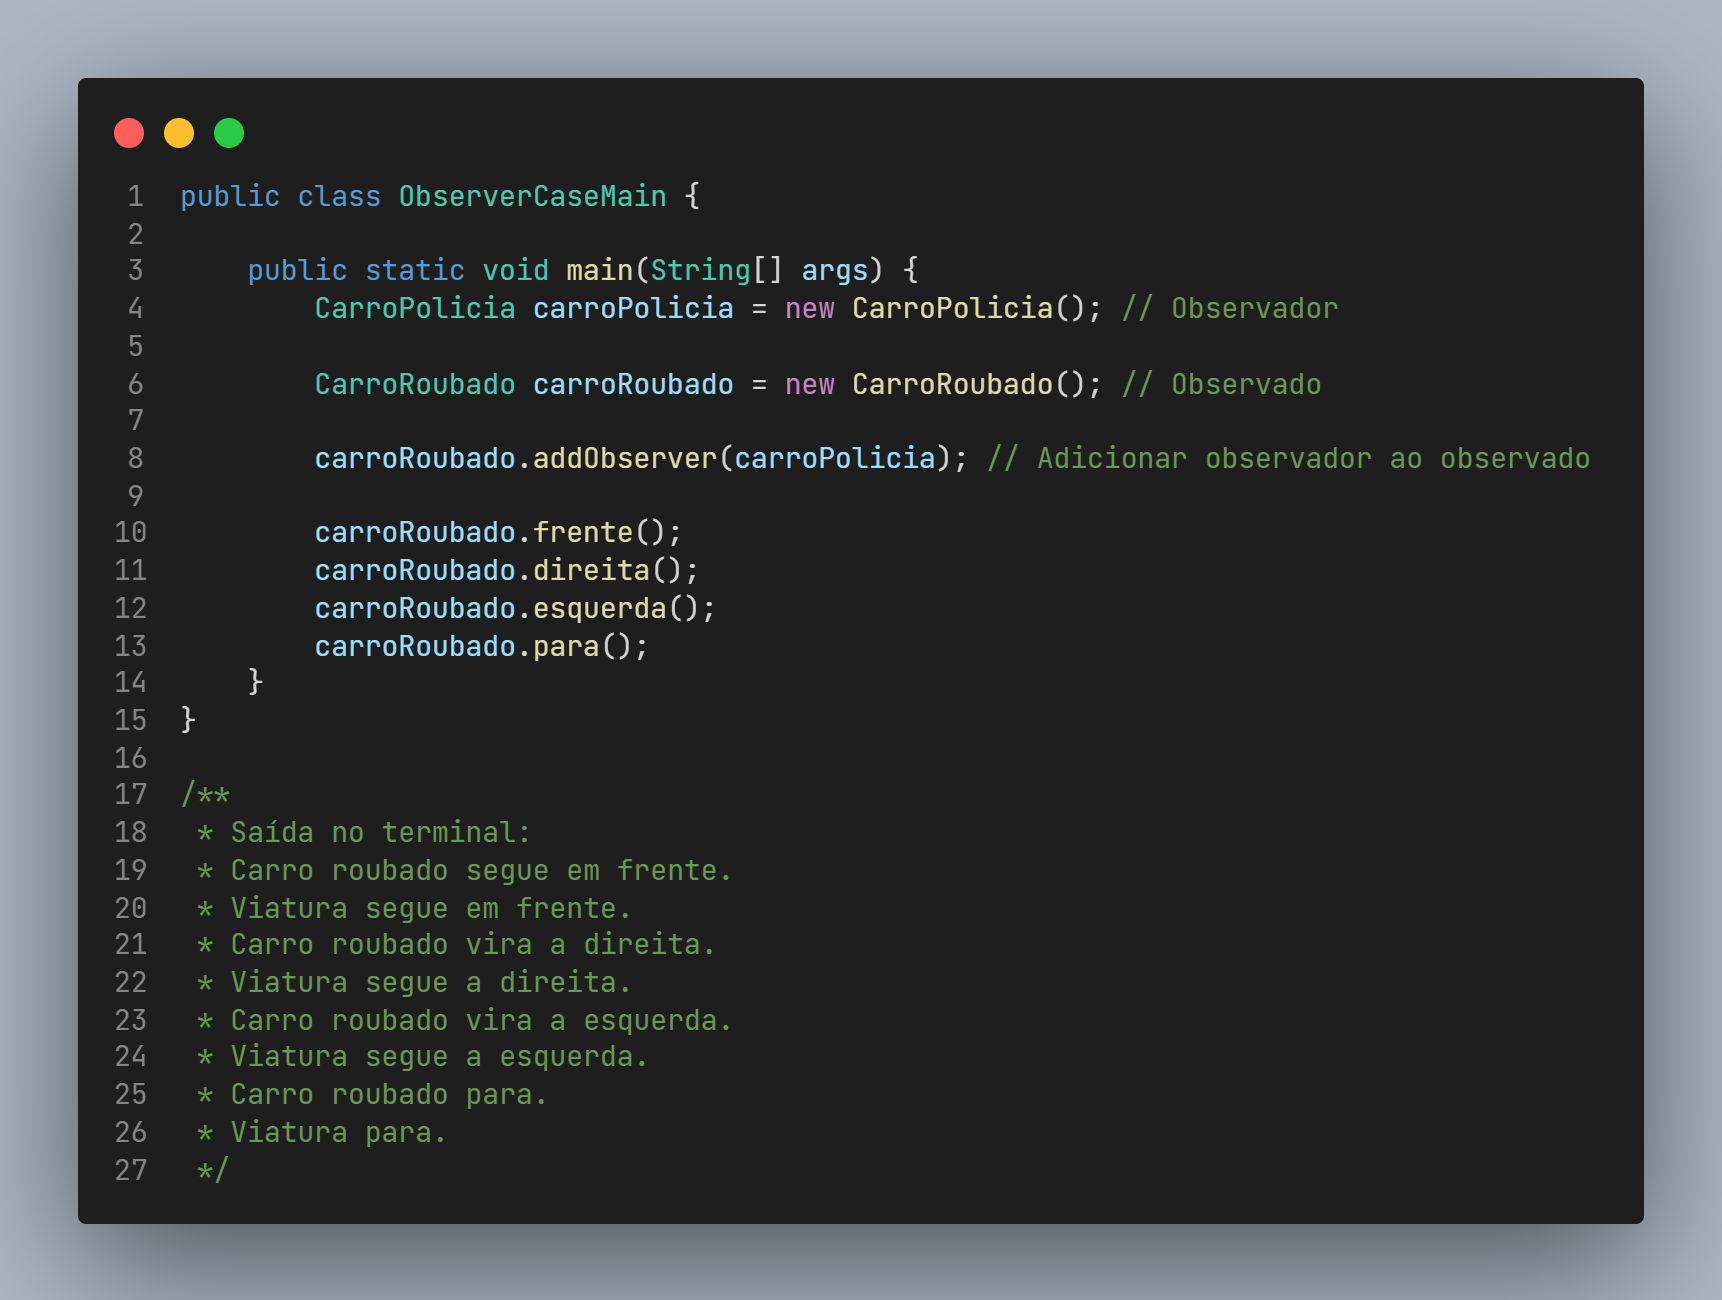 1 public class ObserverCaseMain {
2
3     public static void main(String[] args) {
4         CarroPolicia carroPolicia = new CarroPolicia(); // Observador
5
6         CarroRoubado carroRoubado = new CarroRoubado(); // Observado
7
8         carroRoubado.addObserver(carroPolicia); // Adicionar observador ao observado
9
10         carroRoubado.frente();
11         carroRoubado.direita();
12         carroRoubado.esquerda();
13         carroRoubado.para();
14     }
15 }
16
17 /**
18  * Saída no terminal:
19  * Carro roubado segue em frente.
20  * Viatura segue em frente.
21  * Carro roubado vira a direita.
22  * Viatura segue a direita.
23  * Carro roubado vira a esquerda.
24  * Viatura segue a esquerda.
25  * Carro roubado para.
26  * Viatura para.
27  */